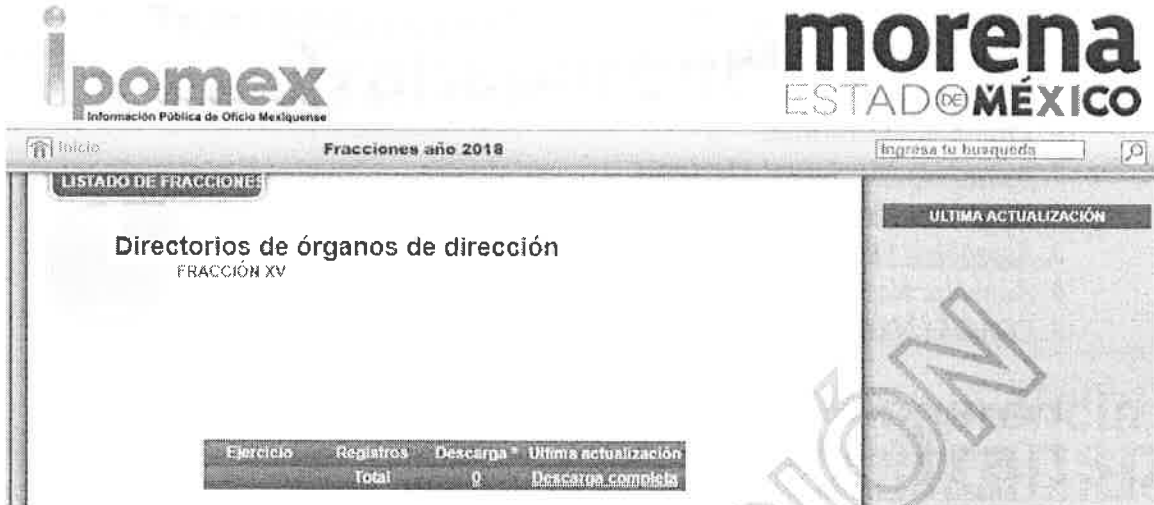 ipomex
Información Pública de Oficio Mexiquense
morena
ESTADO DE MÉXICO
Inicio
Fracciones año 2018
Ingresa tu busqueda
LISTADO DE FRACCIONES
ULTIMA ACTUALIZACIÓN
Directorios de órganos de dirección
FRACCIÓN XV
Ejercicio Registros Descarga * Ultima actualización
Total 0 Descarga completa
IÓN